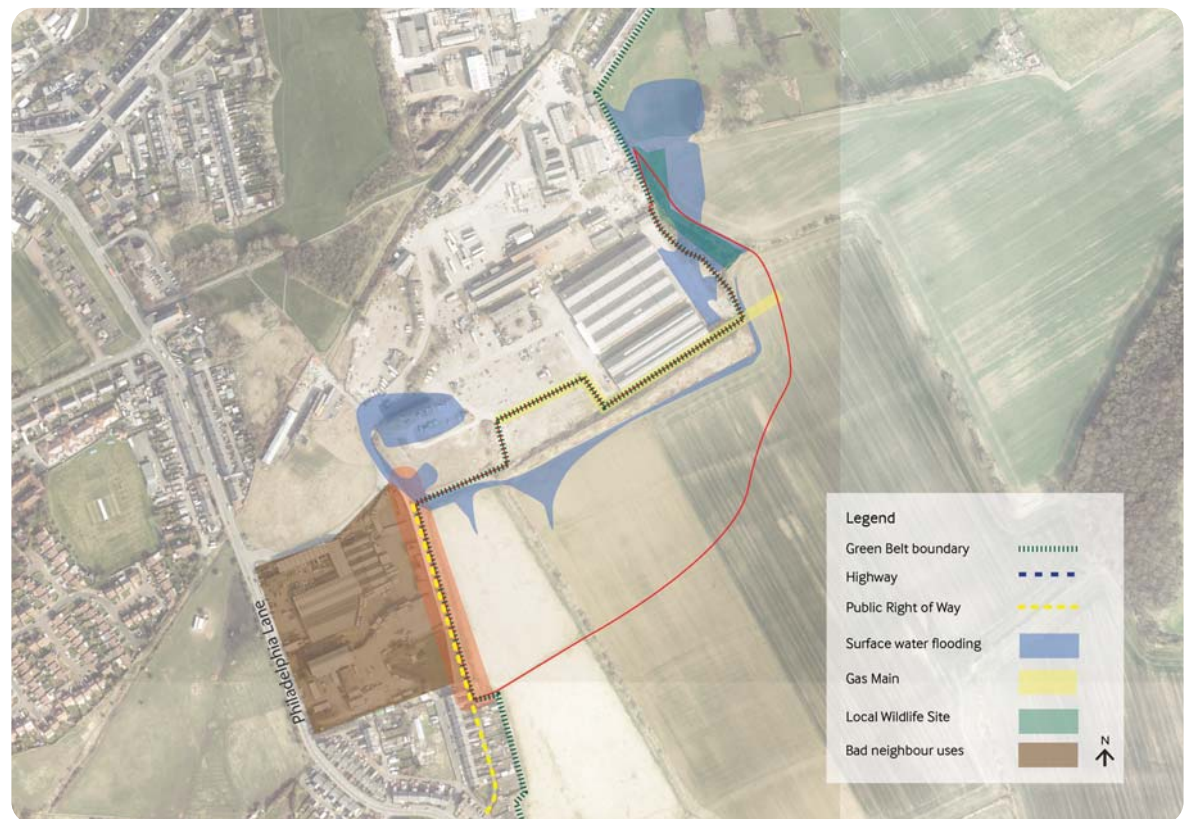 Philadelphia Lane
Legend
Green Belt boundary
Highway
Public Right of Way
Surface water flooding
Gas Main
Local Wildlife Site
Bad neighbour uses
N